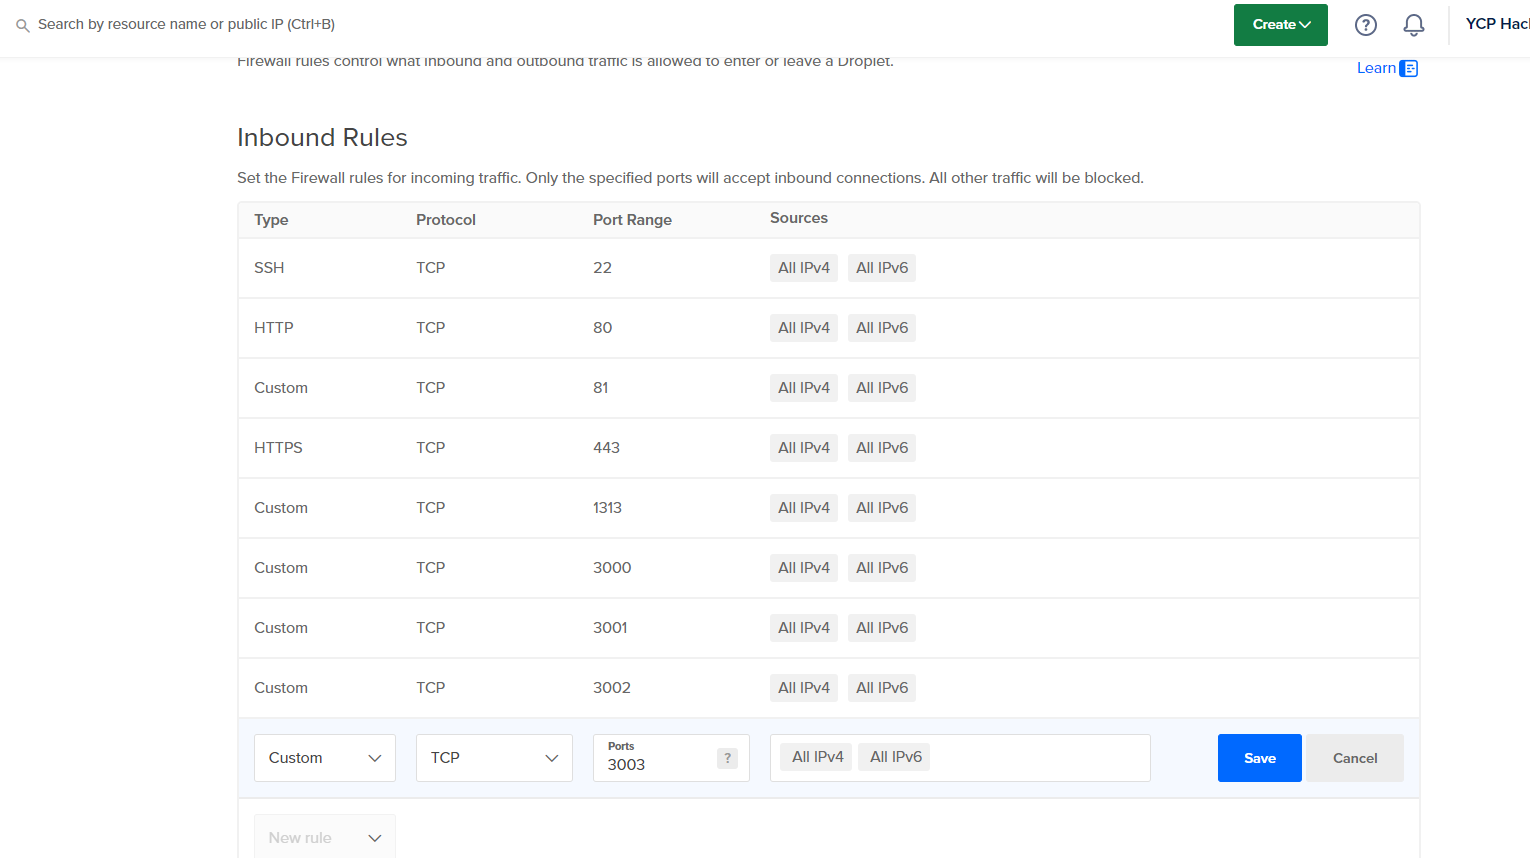 Search by resource name or public IP (Ctrl+B)
Create
?
YCP Hac
Firewall rules control what inbound and outbound traffic is allowed to enter or leave a Droplet.
Learn
Inbound Rules
Set the Firewall rules for incoming traffic. Only the specified ports will accept inbound connections. All other traffic will be blocked.
Type Protocol Port Range Sources
SSH TCP 22 All IPv4 All IPv6
HTTP TCP 80 All IPv4 All IPv6
Custom TCP 81 All IPv4 All IPv6
HTTPS TCP 443 All IPv4 All IPv6
Custom TCP 1313 All IPv4 All IPv6
Custom TCP 3000 All IPv4 All IPv6
Custom TCP 3001 All IPv4 All IPv6
Custom TCP 3002 All IPv4 All IPv6
Ports
Custom TCP 3003 ? All IPv4 All IPv6 Save Cancel
New rule